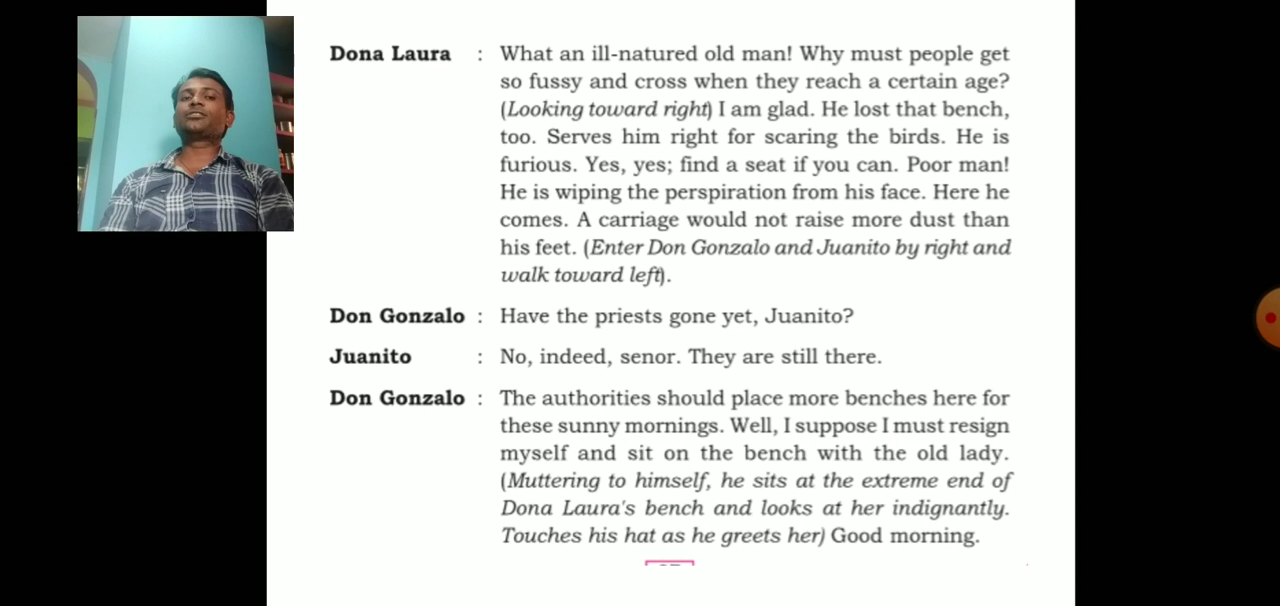 Dona Laura : What an ill-natured old man! Why must people get
so fussy and cross when they reach a certain age?
(Looking toward right) I am glad. He lost that bench,
too. Serves him right for scaring the birds. He is
furious. Yes, yes; find a seat if you can. Poor man!
He is wiping the perspiration from his face. Here he
comes. A carriage would not raise more dust than
his feet. (Enter Don Gonzalo and Juanito by right and
walk toward left).
Don Gonzalo : Have the priests gone yet, Juanito?
Juanito : No, indeed, senor. They are still there.
Don Gonzalo : The authorities should place more benches here for
these sunny mornings. Well, I suppose I must resign
myself and sit on the bench with the old lady.
(Muttering to himself, he sits at the extreme end of
Dona Laura's bench and looks at her indignantly.
Touches his hat as he greets her) Good morning.